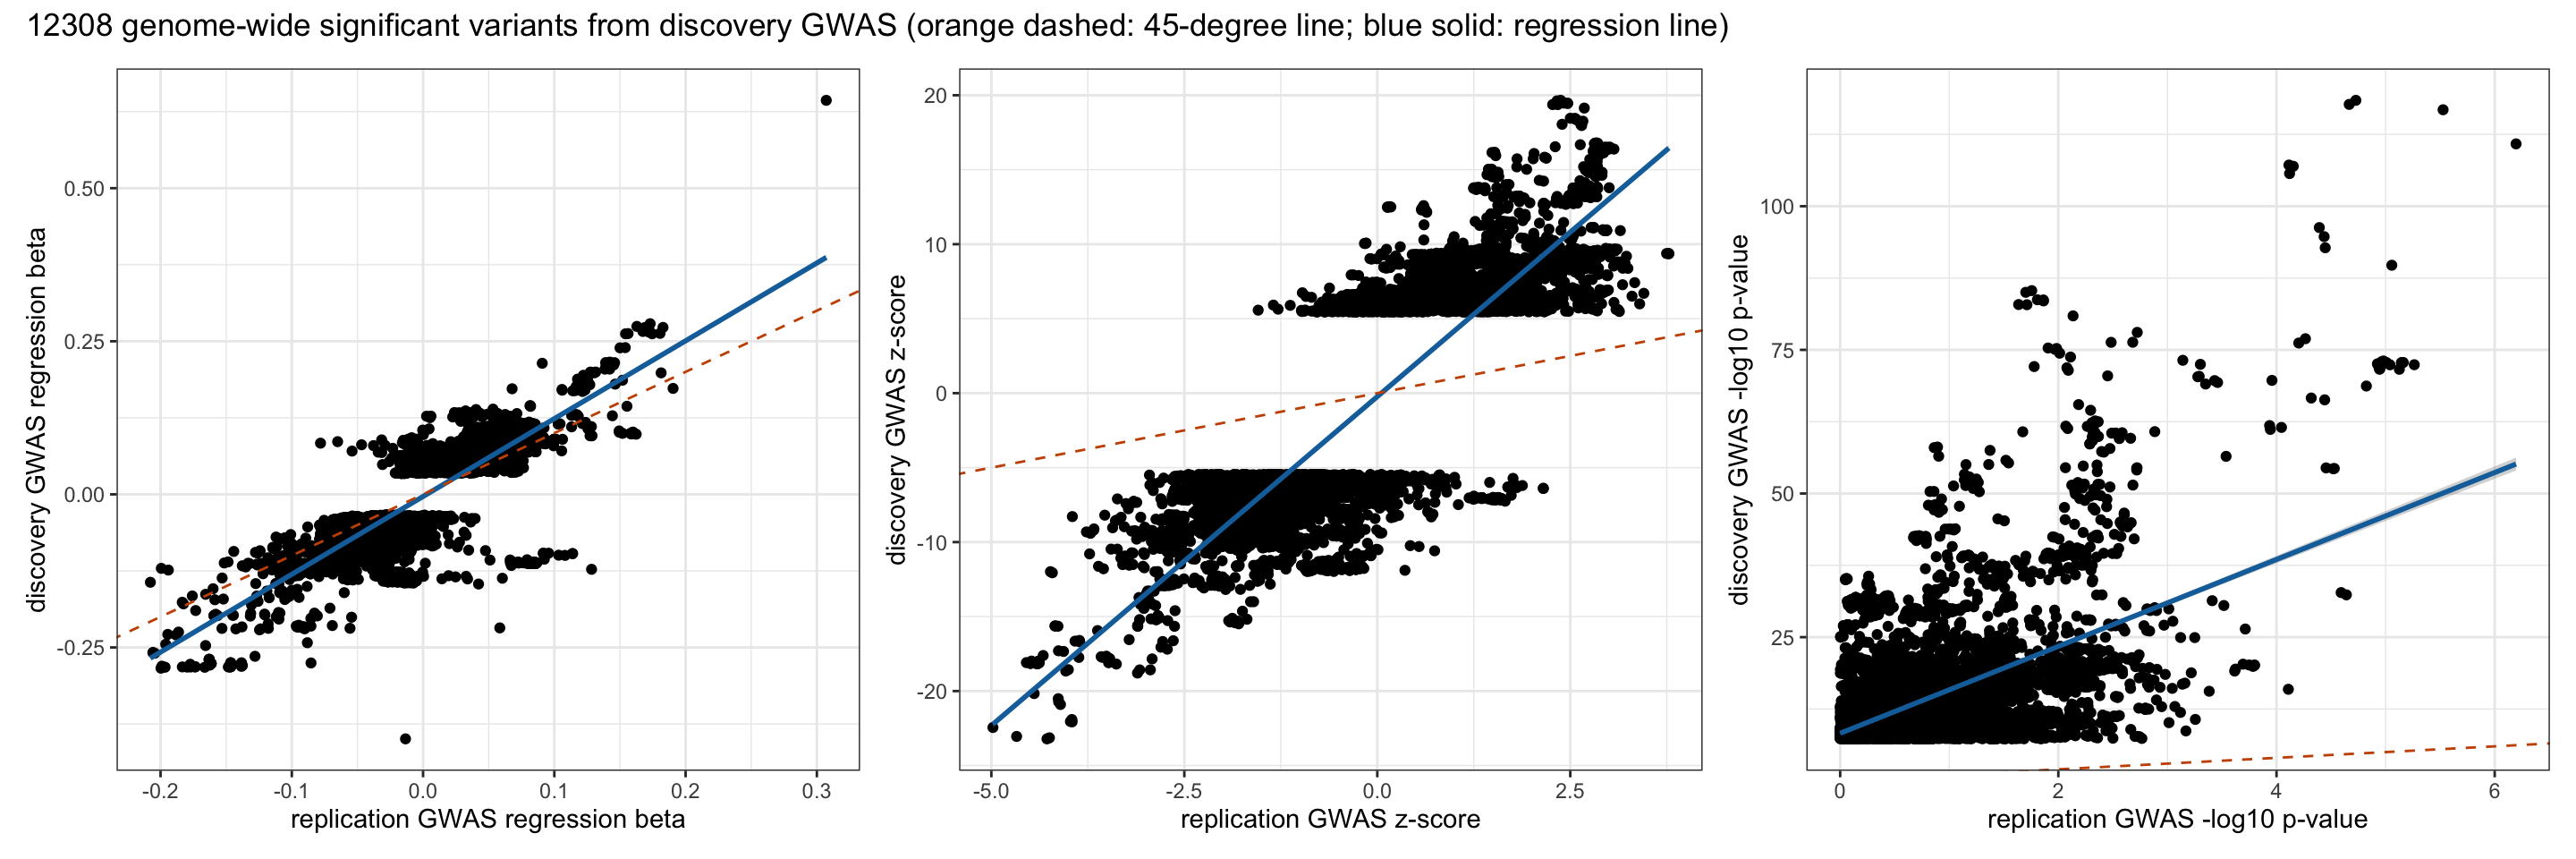 12308 genome-wide significant variants from discovery GWAS (orange dashed: 45-degree line; blue solid: regression line)
discovery GWAS regression beta
0.50
0.25
0.00
-0.25
-0.2 -0.1 0.0 0.1 0.2 0.3
replication GWAS regression beta
discovery GWAS z-score
20
10
0
-10
-20
-5.0 -2.5 0.0 2.5
replication GWAS z-score
discovery GWAS -log10 p-value
100
75
50
25
0 2 4 6
replication GWAS -log10 p-value